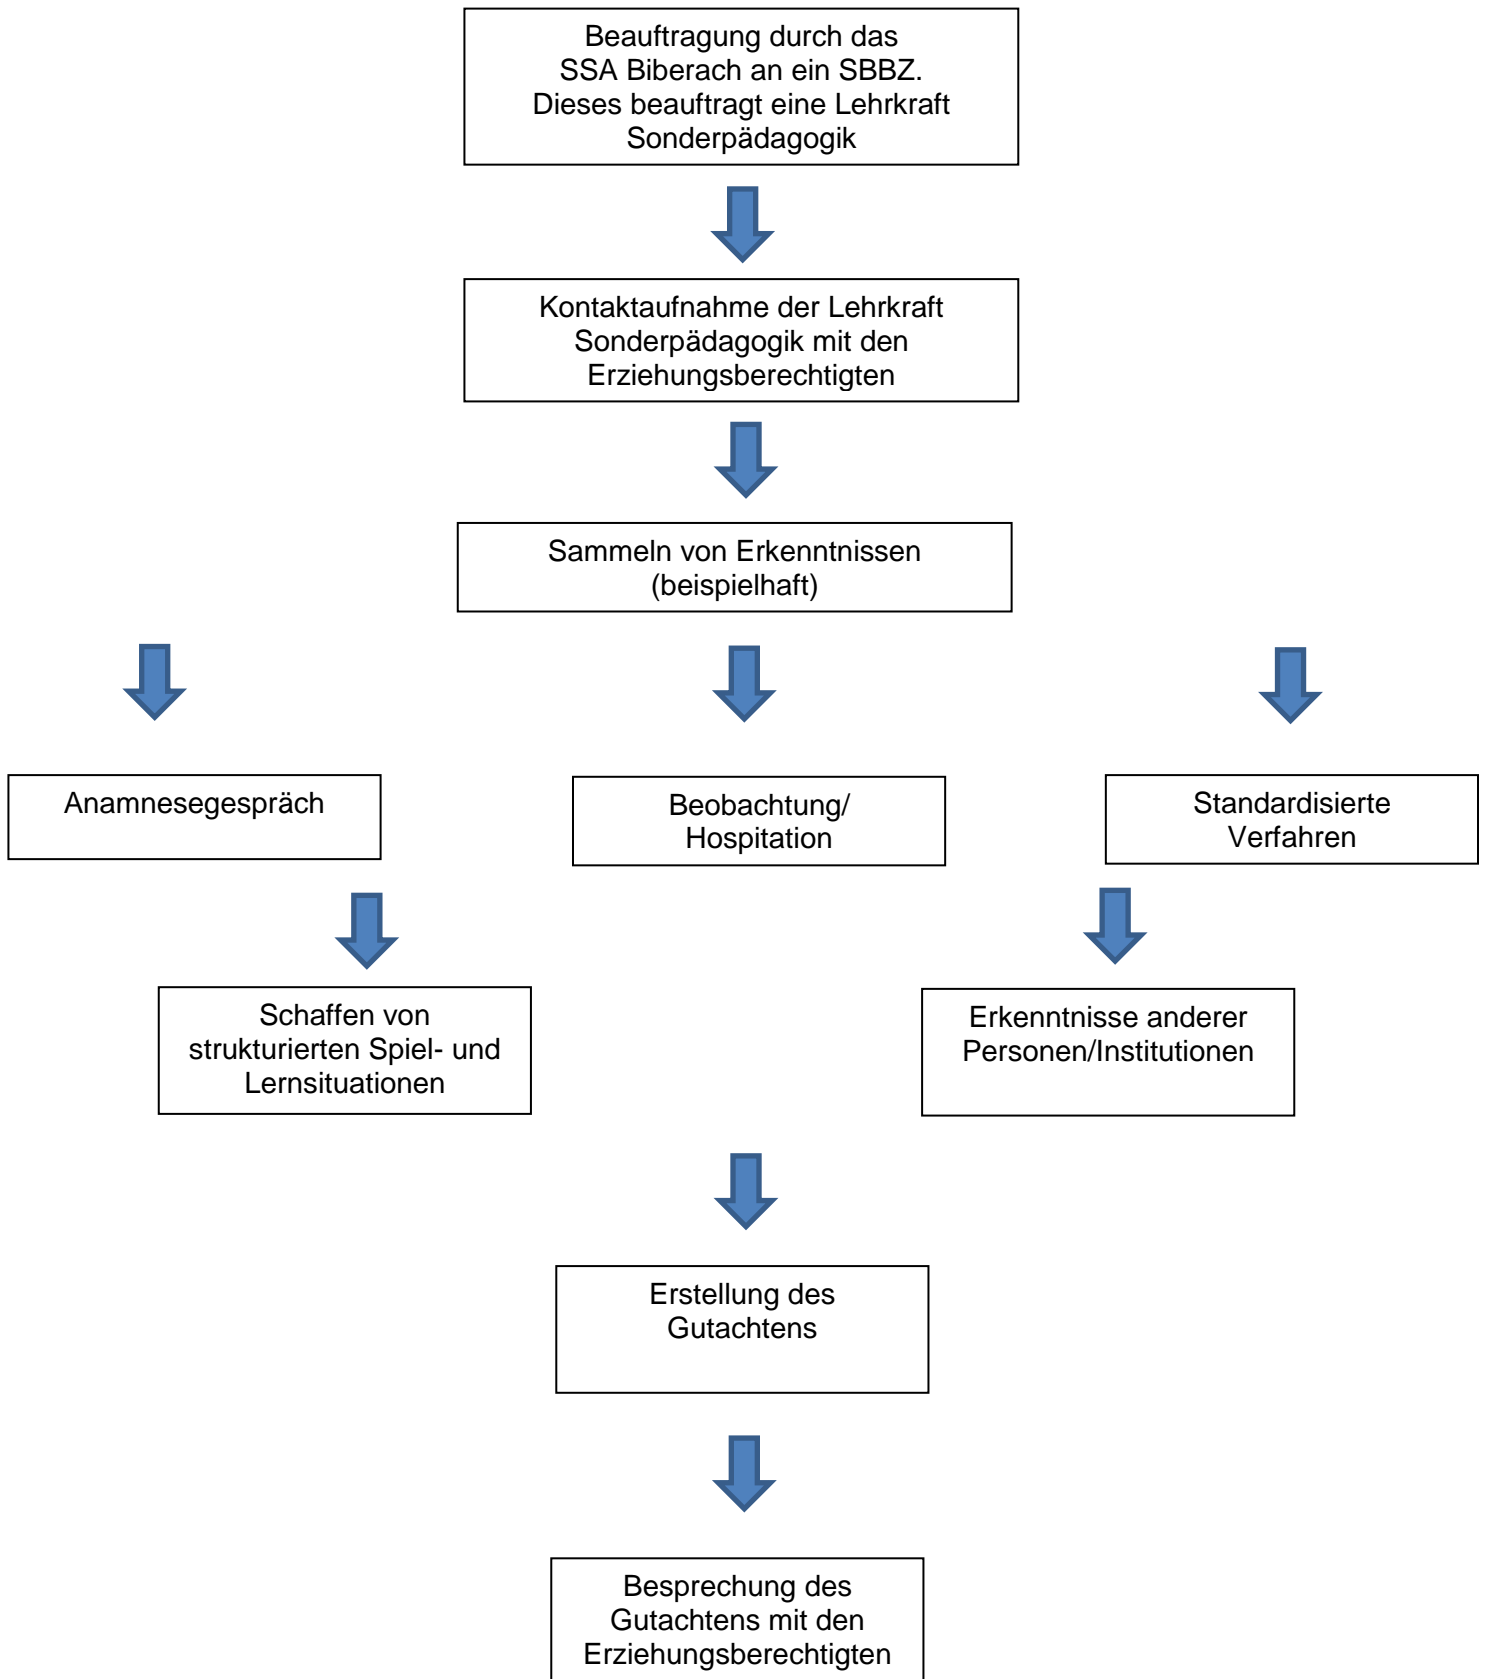 Beauftragung durch das
SSA Biberach an ein SBBZ.
Dieses beauftragt eine Lehrkraft
Sonderpädagogik
Kontaktaufnahme der Lehrkraft
Sonderpädagogik mit den
Erziehungsberechtigten
Sammeln von Erkenntnissen
(beispielhaft)
Anamnesegespräch
Beobachtung/
Hospitation
Standardisierte
Verfahren
Schaffen von
strukturierten Spiel- und
Lernsituationen
Erkenntnisse anderer
Personen/Institutionen
Erstellung des
Gutachtens
Besprechung des
Gutachtens mit den
Erziehungsberechtigten